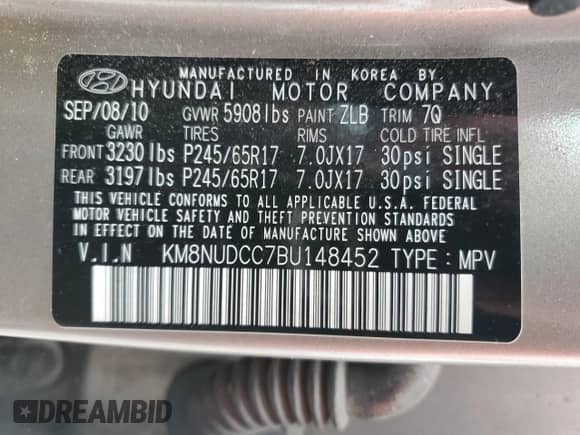 MANUFACTURED IN KOREA BY
HYUNDAI MOTOR COMPANY
SEP/08/10 GVWR 5908lbs PAINT ZLB TRIM 7Q
GAWR TIRES RIMS COLD TIRE INFL
FRONT 3230lbs P245/65R17 7.0JX17 30psi SINGLE
REAR 3197lbs P245/65R17 7.0JX17 30psi SINGLE
THIS VEHICLE CONFORMS TO ALL APPLICABLE U.S.A. FEDERAL
MOTOR VEHICLE SAFETY AND THEFT PREVENTION STANDARDS
IN EFFECT ON THE DATE OF MANUFACTURE SHOWN ABOVE.
V.I.N KM8NUDCC7BU148452 TYPE : MPV
DREAMBID